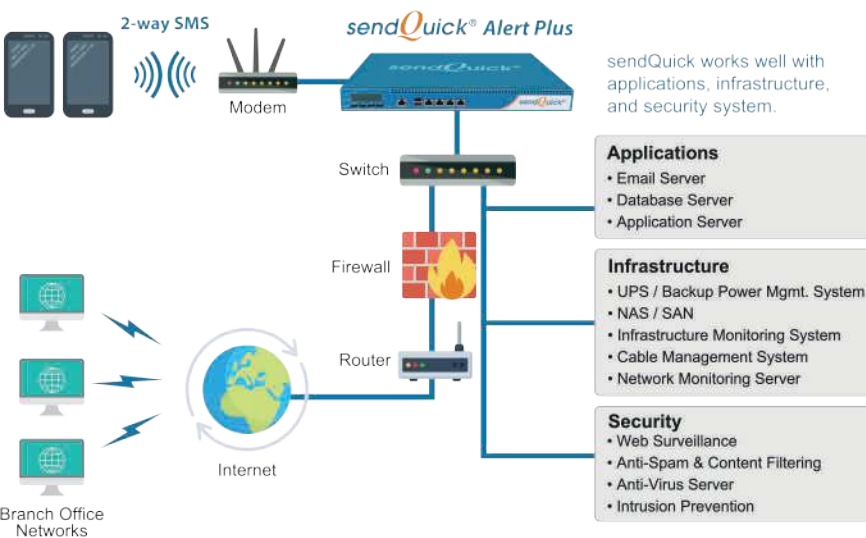 2-way SMS
sendQuick® Alert Plus
sendQuick®
sendQuick®
Modem
sendQuick works well with
applications, infrastructure,
and security system.
Switch
Applications
• Email Server
• Database Server
• Application Server
Firewall
Infrastructure
• UPS / Backup Power Mgmt. System
• NAS / SAN
• Infrastructure Monitoring System
• Cable Management System
• Network Monitoring Server
Router
Internet
Security
• Web Surveillance
• Anti-Spam & Content Filtering
• Anti-Virus Server
• Intrusion Prevention
Branch Office
Networks